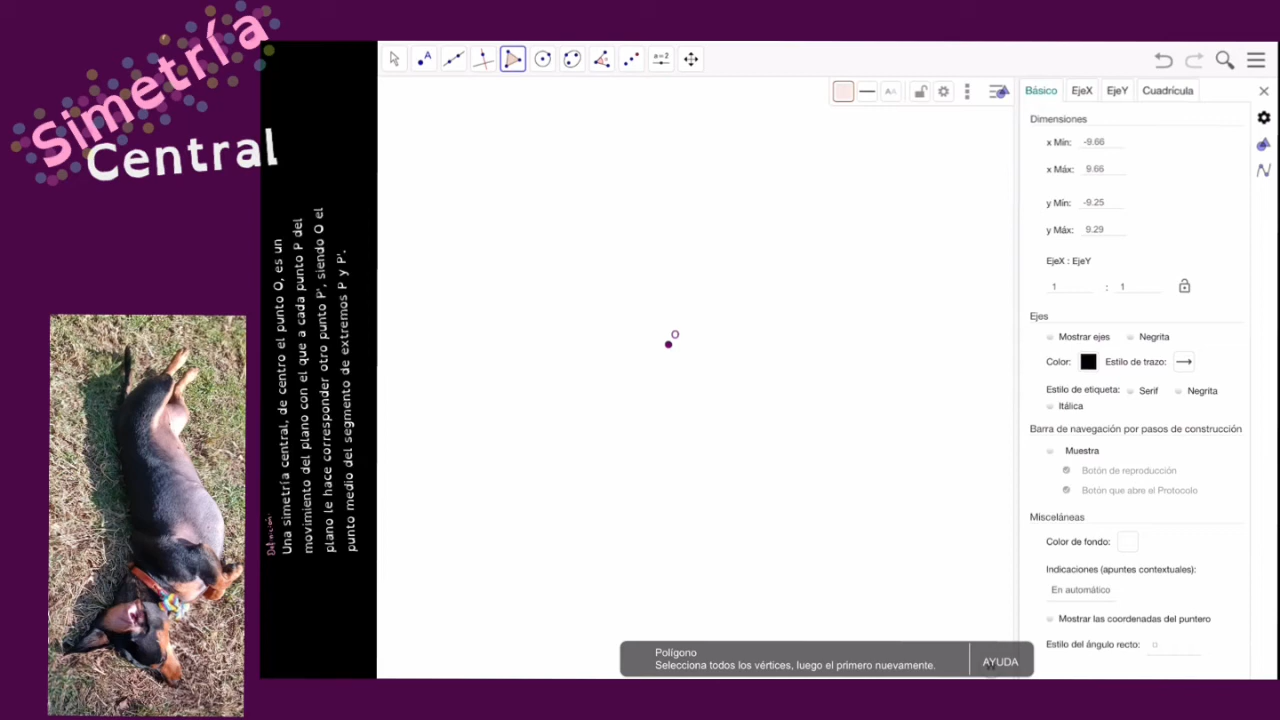 Simetría
Central
Definición:
Una simetría central, de centro el punto O, es un
movimiento del plano con el que a cada punto P del
plano le hace corresponder otro punto P', siendo O el
punto medio del segmento de extremos P y P'.
A
a=2
AA
O
Básico EjeX EjeY Cuadrícula
Dimensiones
x Mín: -9.66
x Máx: 9.66
y Mín: -9.25
y Máx: 9.29
EjeX : EjeY
1 : 1
Ejes
Mostrar ejes Negrita
Color: Estilo de trazo:
Estilo de etiqueta: Serif Negrita
Itálica
Barra de navegación por pasos de construcción
Muestra
Botón de reproducción
Botón que abre el Protocolo
Misceláneas
Color de fondo:
Indicaciones (apuntes contextuales):
En automático
Mostrar las coordenadas del puntero
Estilo del ángulo recto: □
Polígono
Selecciona todos los vértices, luego el primero nuevamente.
AYUDA